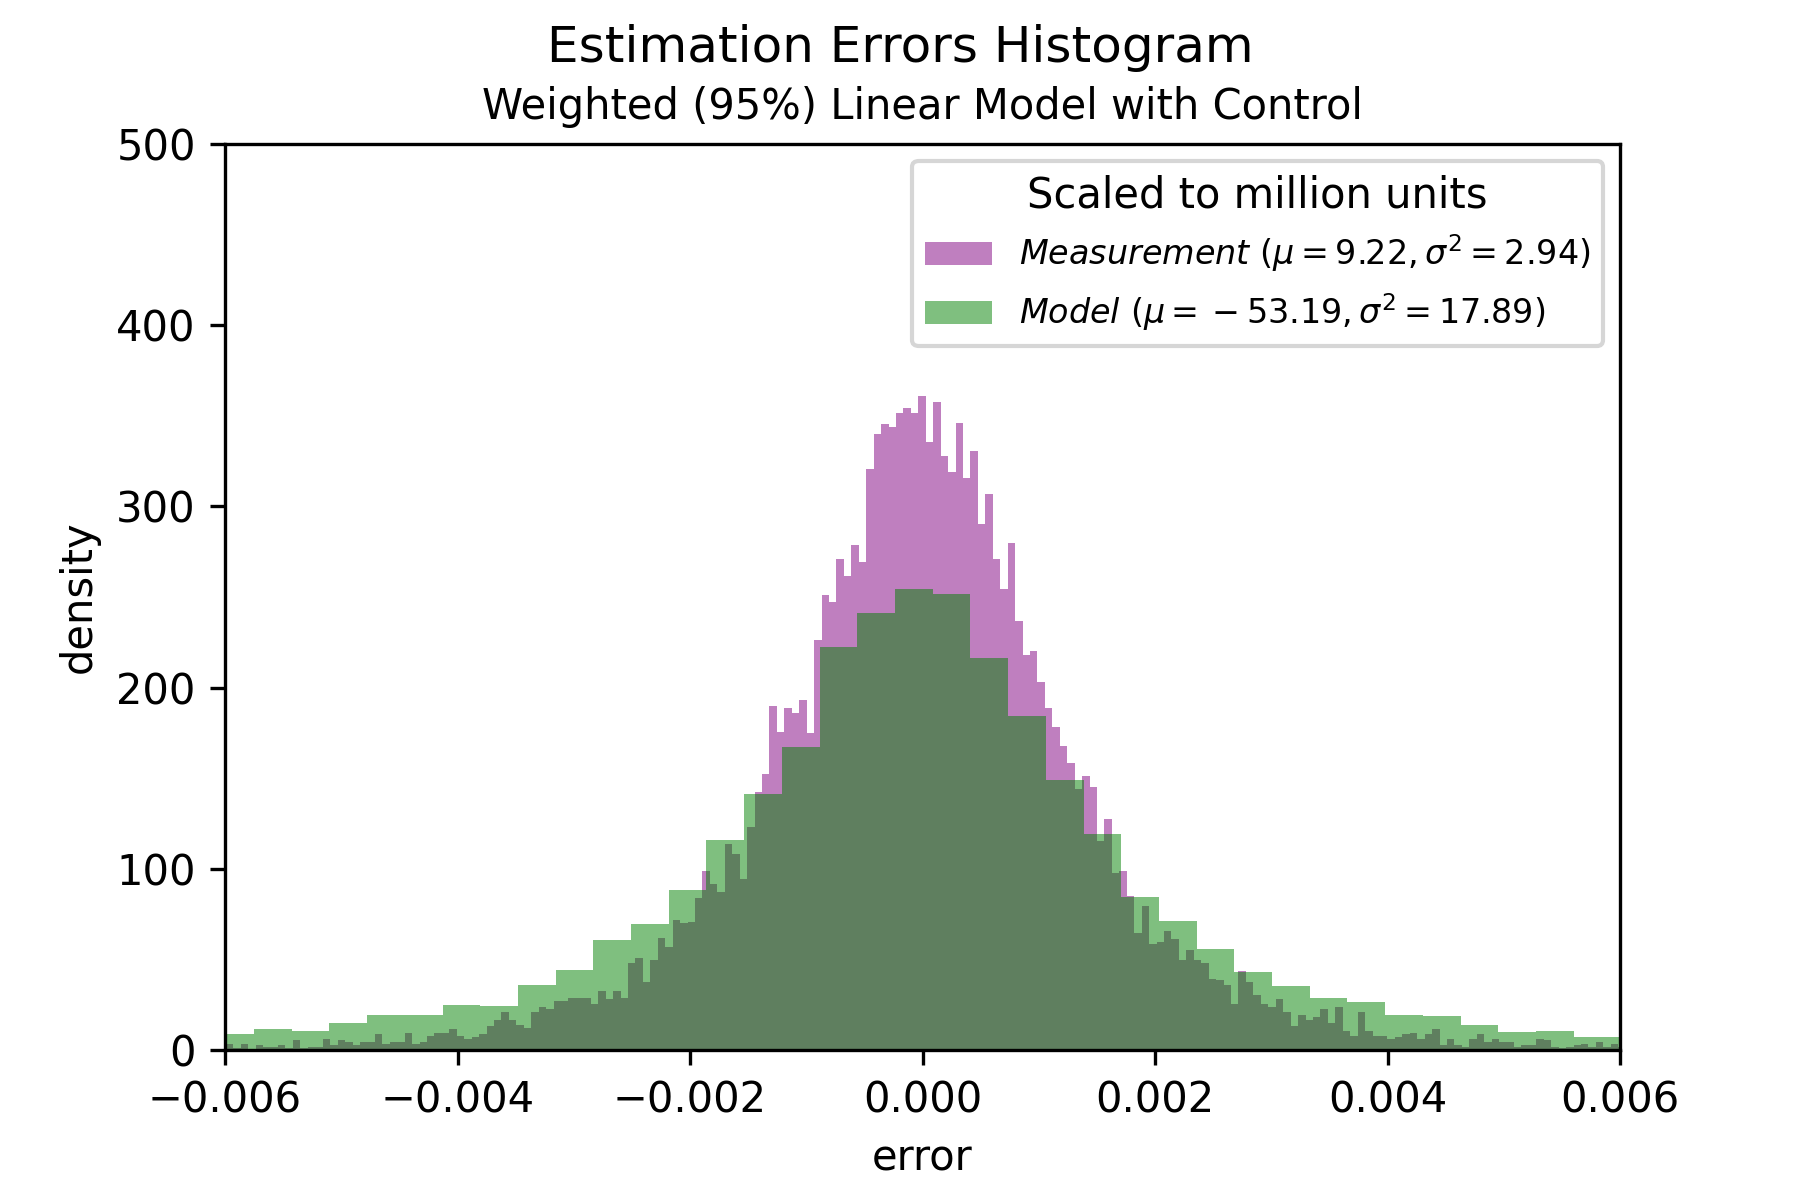 Estimation Errors Histogram
Weighted (95%) Linear Model with Control
500
400
300
200
100
0
density
Scaled to million units
Measurement (μ = 9.22, σ² = 2.94)
Model (μ = − 53.19, σ² = 17.89)
−0.006 −0.004 −0.002 0.000 0.002 0.004 0.006
error